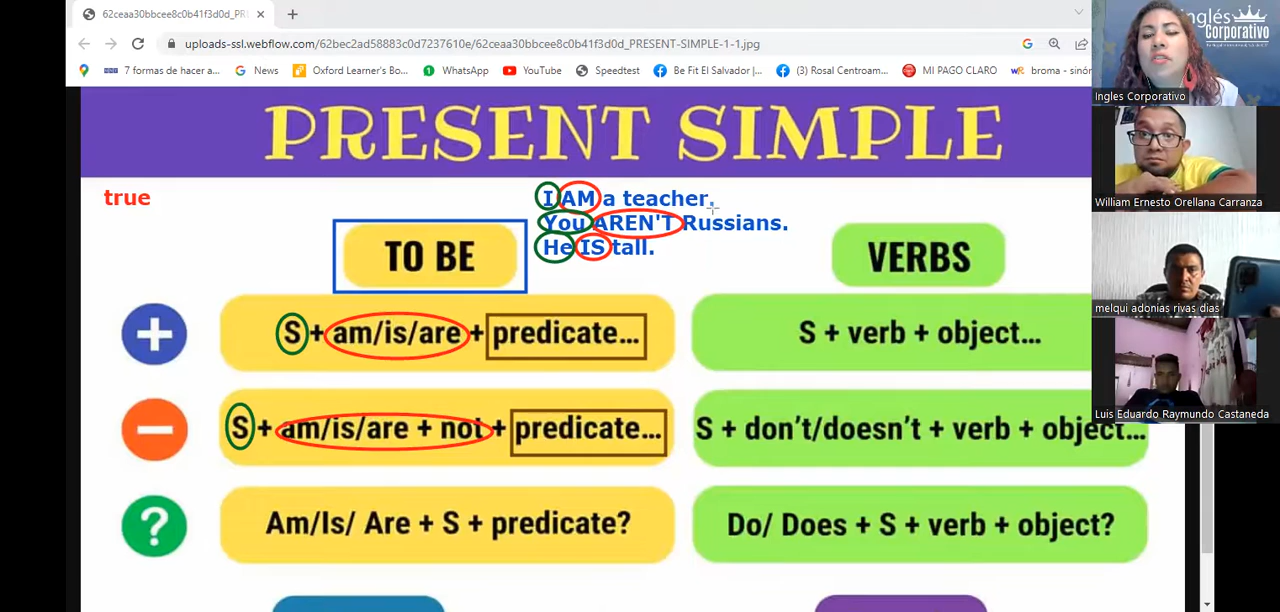 62ceaa30bbcee8c0b41f3d0d_PRE
uploads-ssl.webflow.com/62bec2ad58883c0d7237610e/62ceaa30bbcee8c0b41f3d0d_PRESENT-SIMPLE-1-1.jpg
7 formas de hacer a... News Oxford Learner's Bo... WhatsApp YouTube Speedtest Be Fit El Salvador |... (3) Rosal Centroam... MI PAGO CLARO broma - sinón
inglés
Corporativo
Ingles Corporativo
William Ernesto Orellana Carranza
melqui adonias rivas dias
Luis Eduardo Raymundo Castaneda
PRESENT SIMPLE
true
I AM a teacher.
You AREN'T Russians.
He IS tall.
TO BE
VERBS
S + am/is/are + predicate...
S + verb + object...
S + am/is/are + not + predicate...
S + don't/doesn't + verb + object...
Am/Is/ Are + S + predicate?
Do/ Does + S + verb + object?